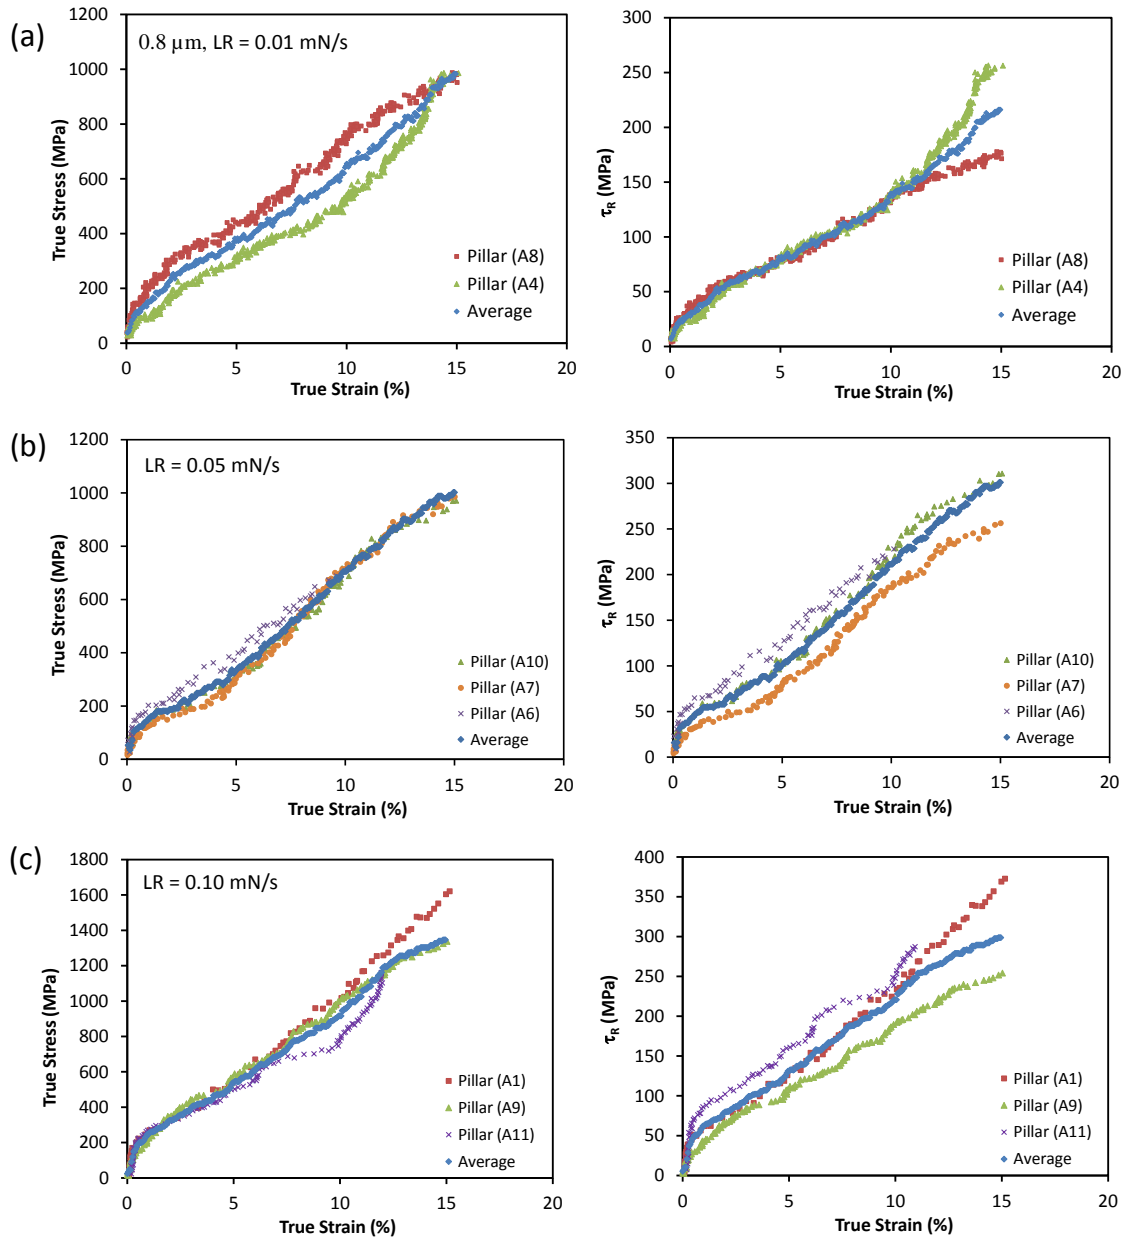 (a)
0.8 µm, LR = 0.01 mN/s
True Stress (MPa)
1200
1000
800
600
400
200
0
0 5 10 15 20
True Strain (%)
Pillar (A8)
Pillar (A4)
Average
τR (MPa)
300
250
200
150
100
50
0
0 5 10 15 20
True Strain (%)
Pillar (A8)
Pillar (A4)
Average
(b)
LR = 0.05 mN/s
True Stress (MPa)
1200
1000
800
600
400
200
0
0 5 10 15 20
True Strain (%)
Pillar (A10)
Pillar (A7)
Pillar (A6)
Average
τR (MPa)
350
300
250
200
150
100
50
0
0 5 10 15 20
True Strain (%)
Pillar (A10)
Pillar (A7)
Pillar (A6)
Average
(c)
LR = 0.10 mN/s
True Stress (MPa)
1800
1600
1400
1200
1000
800
600
400
200
0
0 5 10 15 20
True Strain (%)
Pillar (A1)
Pillar (A9)
Pillar (A11)
Average
τR (MPa)
400
350
300
250
200
150
100
50
0
0 5 10 15 20
True Strain (%)
Pillar (A1)
Pillar (A9)
Pillar (A11)
Average